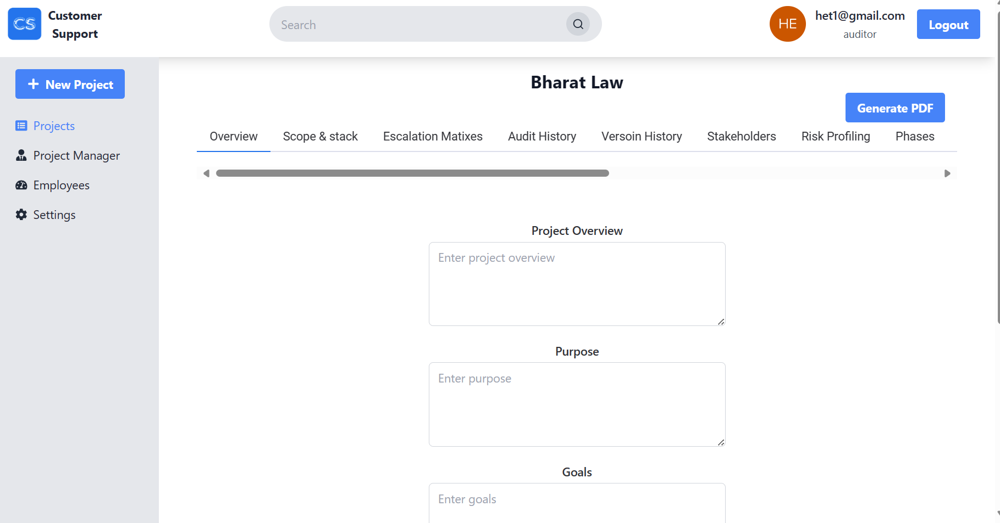 CS
Customer
Support
Search
HE
het1@gmail.com
auditor
Logout
New Project
Projects
Project Manager
Employees
Settings
Bharat Law
Generate PDF
Overview Scope & stack Escalation Matixes Audit History Versoin History Stakeholders Risk Profiling Phases
Project Overview
Enter project overview
Purpose
Enter purpose
Goals
Enter goals